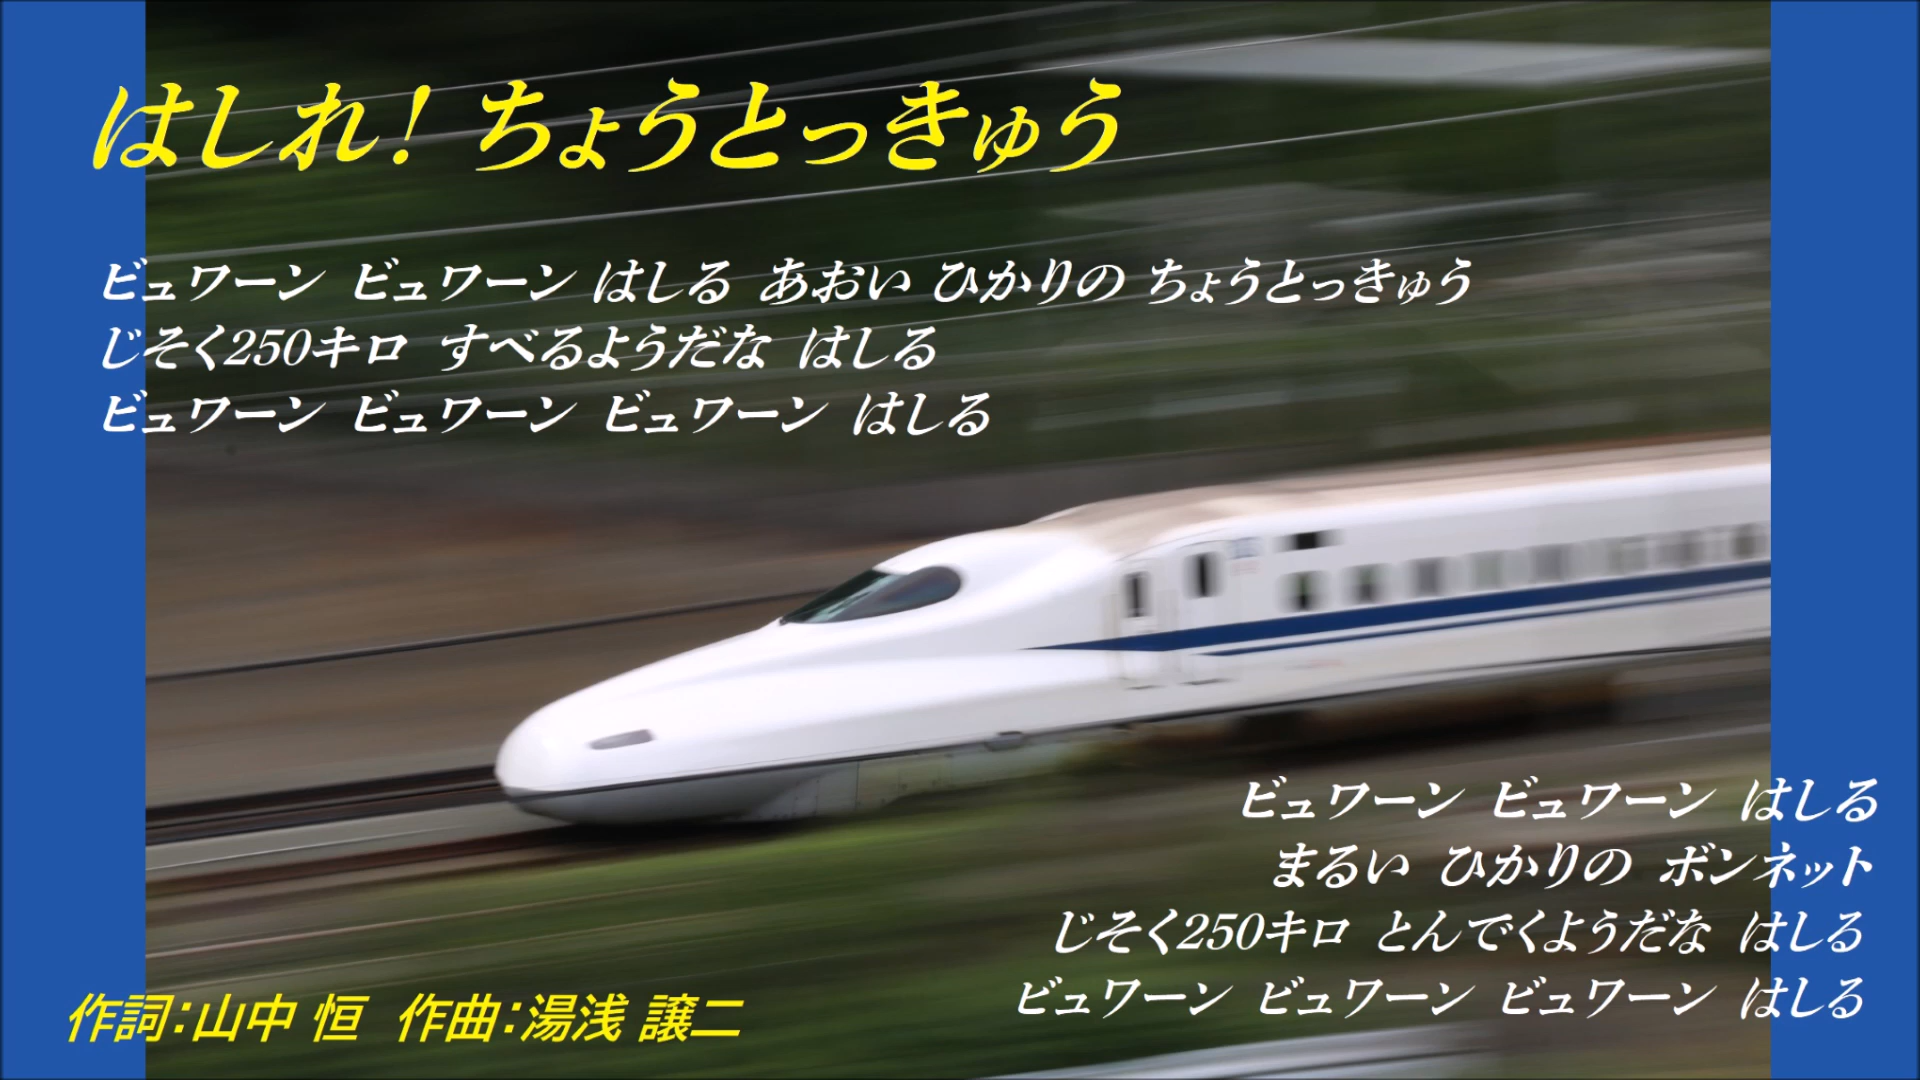 はしれ! ちょうとっきゅう
ビュワーン ビュワーン はしる あおい ひかりの ちょうとっきゅう
じそく250キロ すべるようだな はしる
ビュワーン ビュワーン ビュワーン はしる
ビュワーン ビュワーン はしる
まるい ひかりの ボンネット
じそく250キロ とんでくようだな はしる
ビュワーン ビュワーン ビュワーン はしる
作詞:山中 恒 作曲:湯浅 譲二